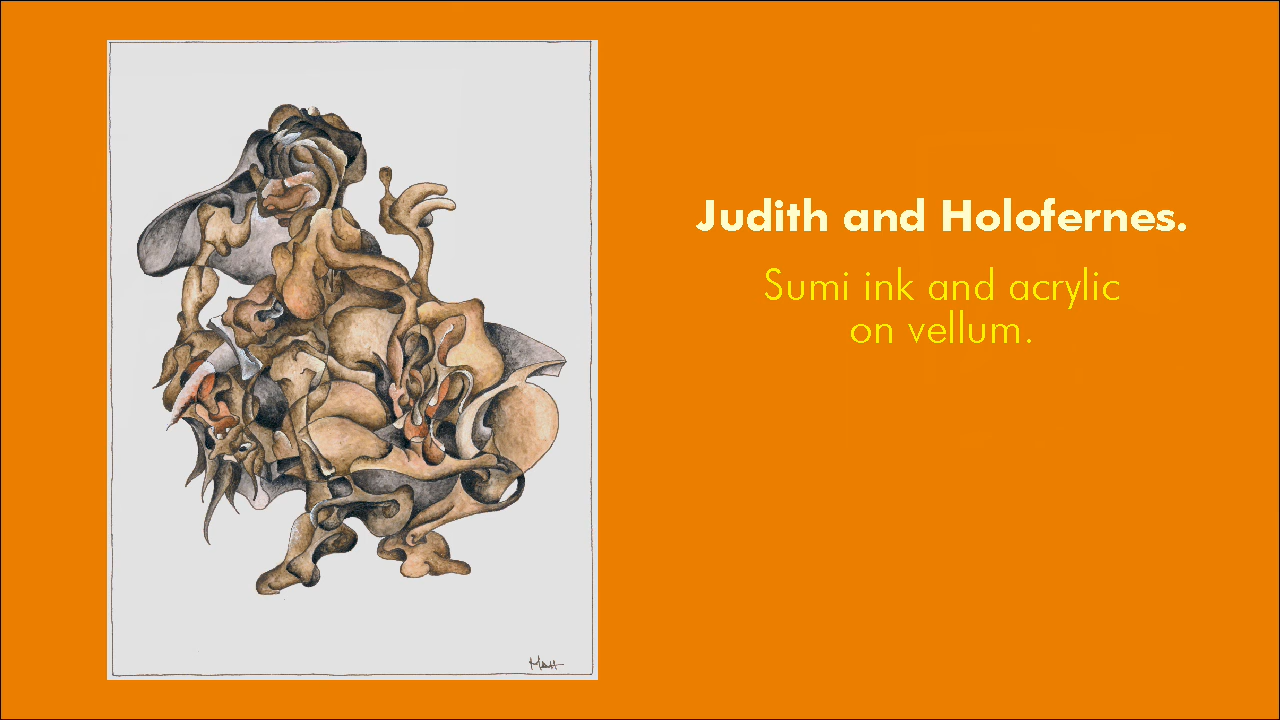 Judith and Holofernes.
Sumi ink and acrylic
on vellum.